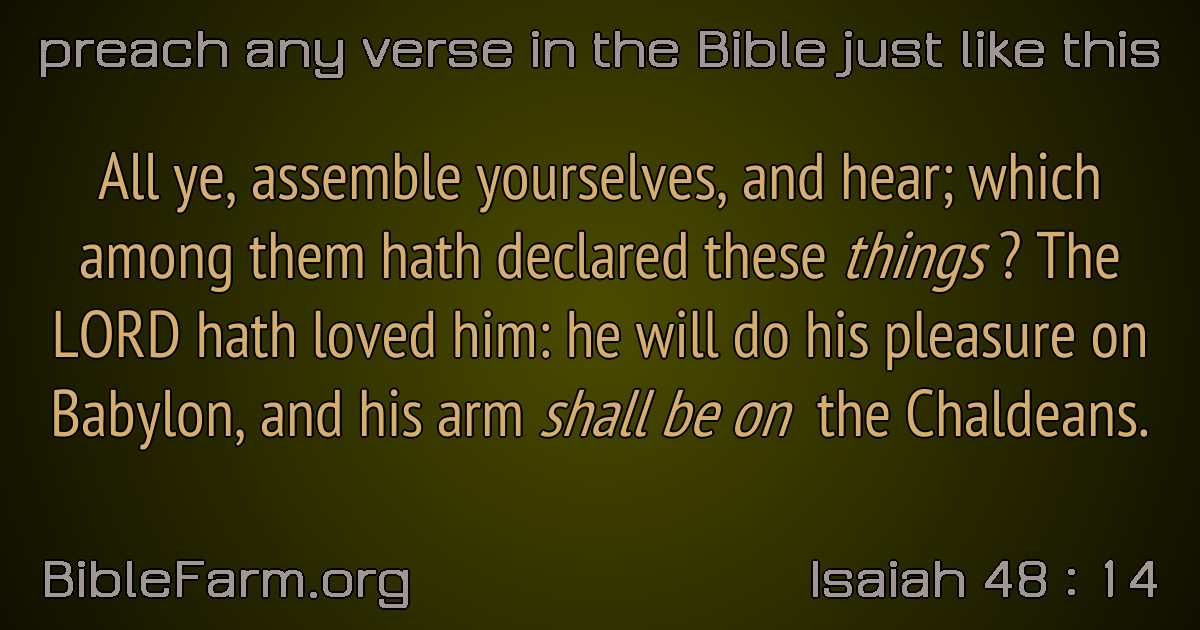 preach any verse in the Bible just like this
All ye, assemble yourselves, and hear; which
among them hath declared these things ? The
LORD hath loved him: he will do his pleasure on
Babylon, and his arm shall be on the Chaldeans.
BibleFarm.org
Isaiah 48 : 14